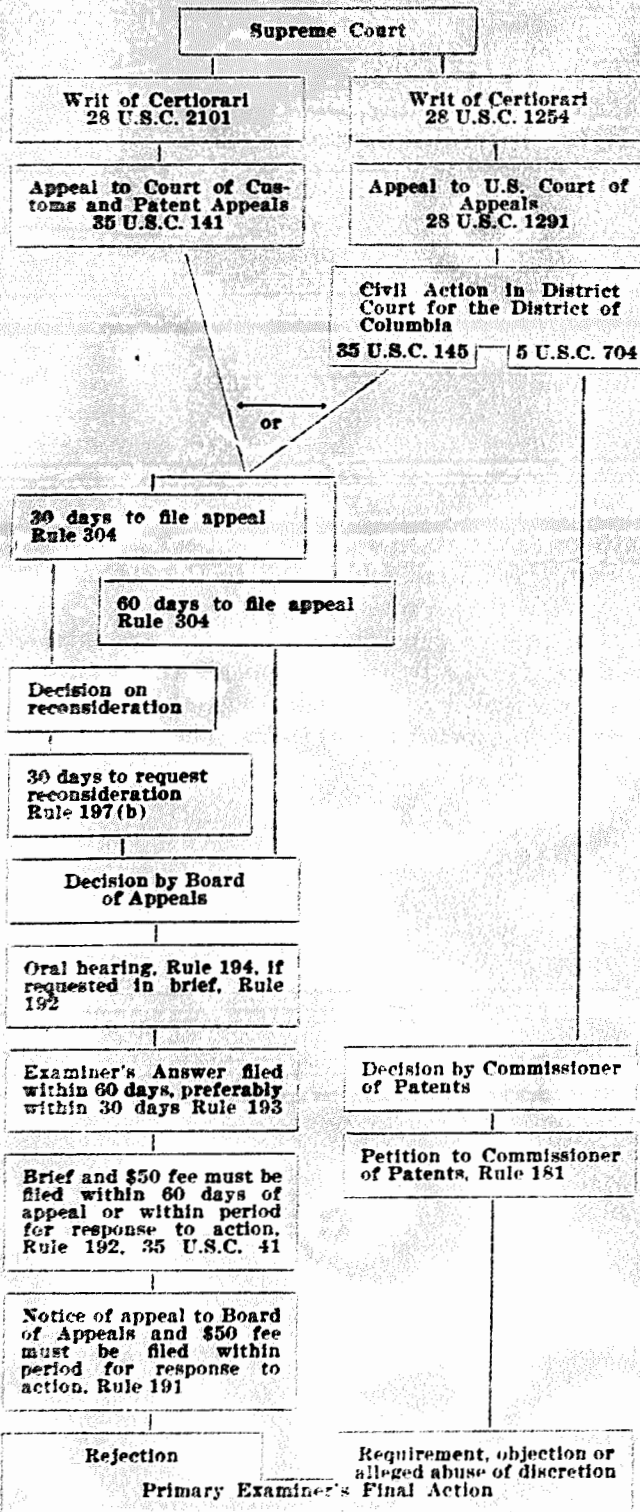 Supreme Court
Writ of Certiorari
28 U.S.C. 2101
Writ of Certiorari
28 U.S.C. 1254
Appeal to Court of Cus-
toms and Patent Appeals
35 U.S.C. 141
Appeal to U.S. Court of
Appeals
28 U.S.C. 1291
Civil Action in District
Court for the District of
Columbia
35 U.S.C. 145
5 U.S.C. 704
or
30 days to file appeal
Rule 304
60 days to file appeal
Rule 304
Decision on
reconsideration
30 days to request
reconsideration
Rule 197(b)
Decision by Board
of Appeals
Oral hearing, Rule 194, if
requested in brief, Rule
192
Examiner's Answer filed
within 60 days, preferably
within 30 days Rule 193
Decision by Commissioner
of Patents
Petition to Commissioner
of Patents, Rule 181
Brief and $50 fee must be
filed within 60 days of
appeal or within period
for response to action,
Rule 192, 35 U.S.C. 41
Notice of appeal to Board
of Appeals and $50 fee
must be filed within
period for response to
action. Rule 191
Rejection
Requirement, objection or
alleged abuse of discretion
Primary Examiner's Final Action